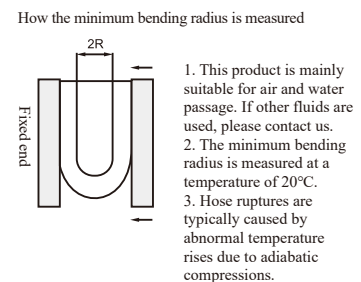 How the minimum bending radius is measured
2R
Fixed end
1. This product is mainly
suitable for air and water
passage. If other fluids are
used, please contact us.
2. The minimum bending
radius is measured at a
temperature of 20°C.
3. Hose ruptures are
typically caused by
abnormal temperature
rises due to adiabatic
compressions.